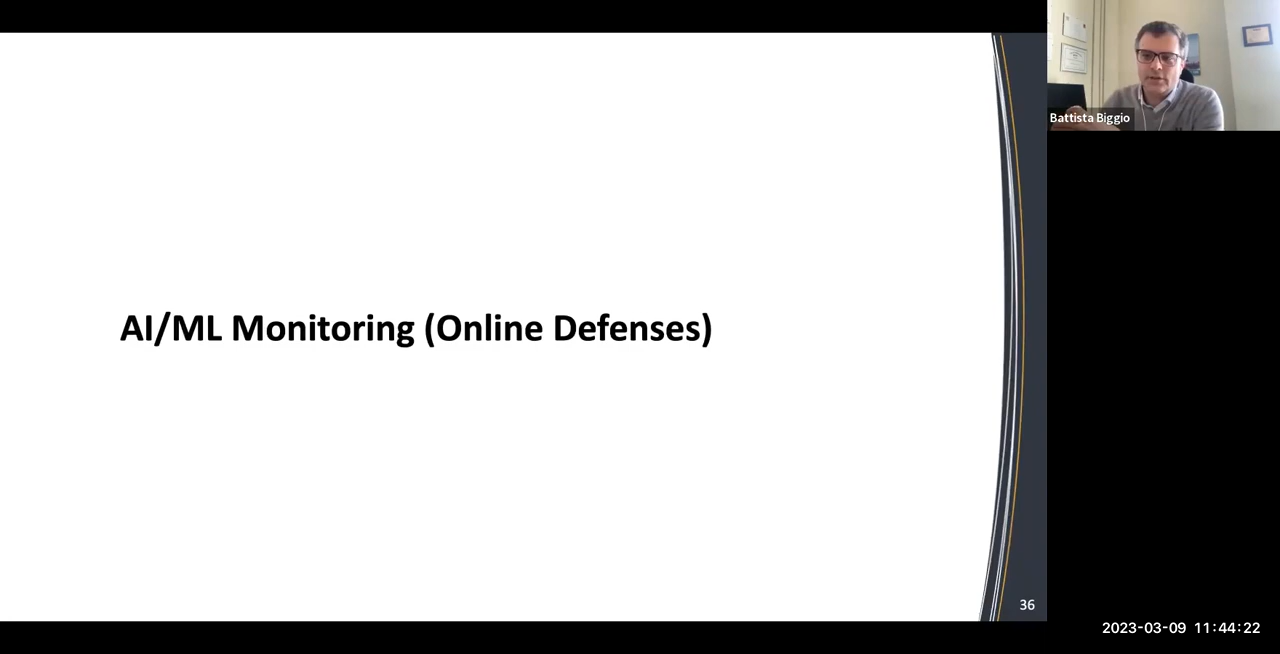 Battista Biggio
AI/ML Monitoring (Online Defenses)
36
2023-03-09 11:44:22